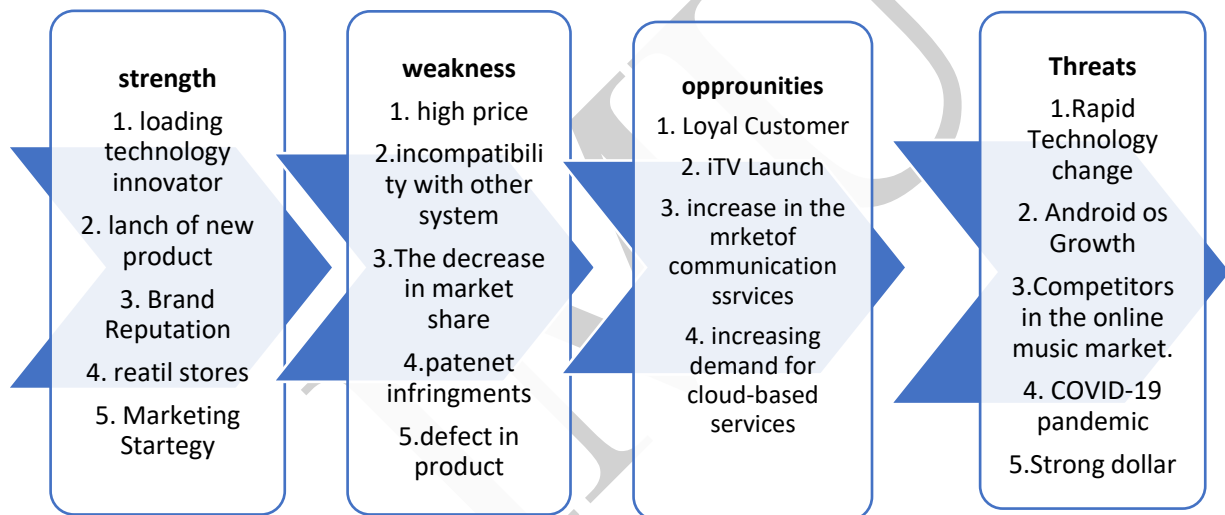 strength
1. loading
technology
innovator
2. lanch of new
product
3. Brand
Reputation
4. reatil stores
5. Marketing
Startegy
weakness
1. high price
2.incompatibili
ty with other
system
3.The decrease
in market
share
4.patenet
infringments
5.defect in
product
opprounities
1. Loyal Customer
2. iTV Launch
3. increase in the
mrketof
communication
ssrvices
4. increasing
demand for
cloud-based
services
Threats
1.Rapid
Technology
change
2. Android os
Growth
3.Competitors
in the online
music market.
4. COVID-19
pandemic
5.Strong dollar